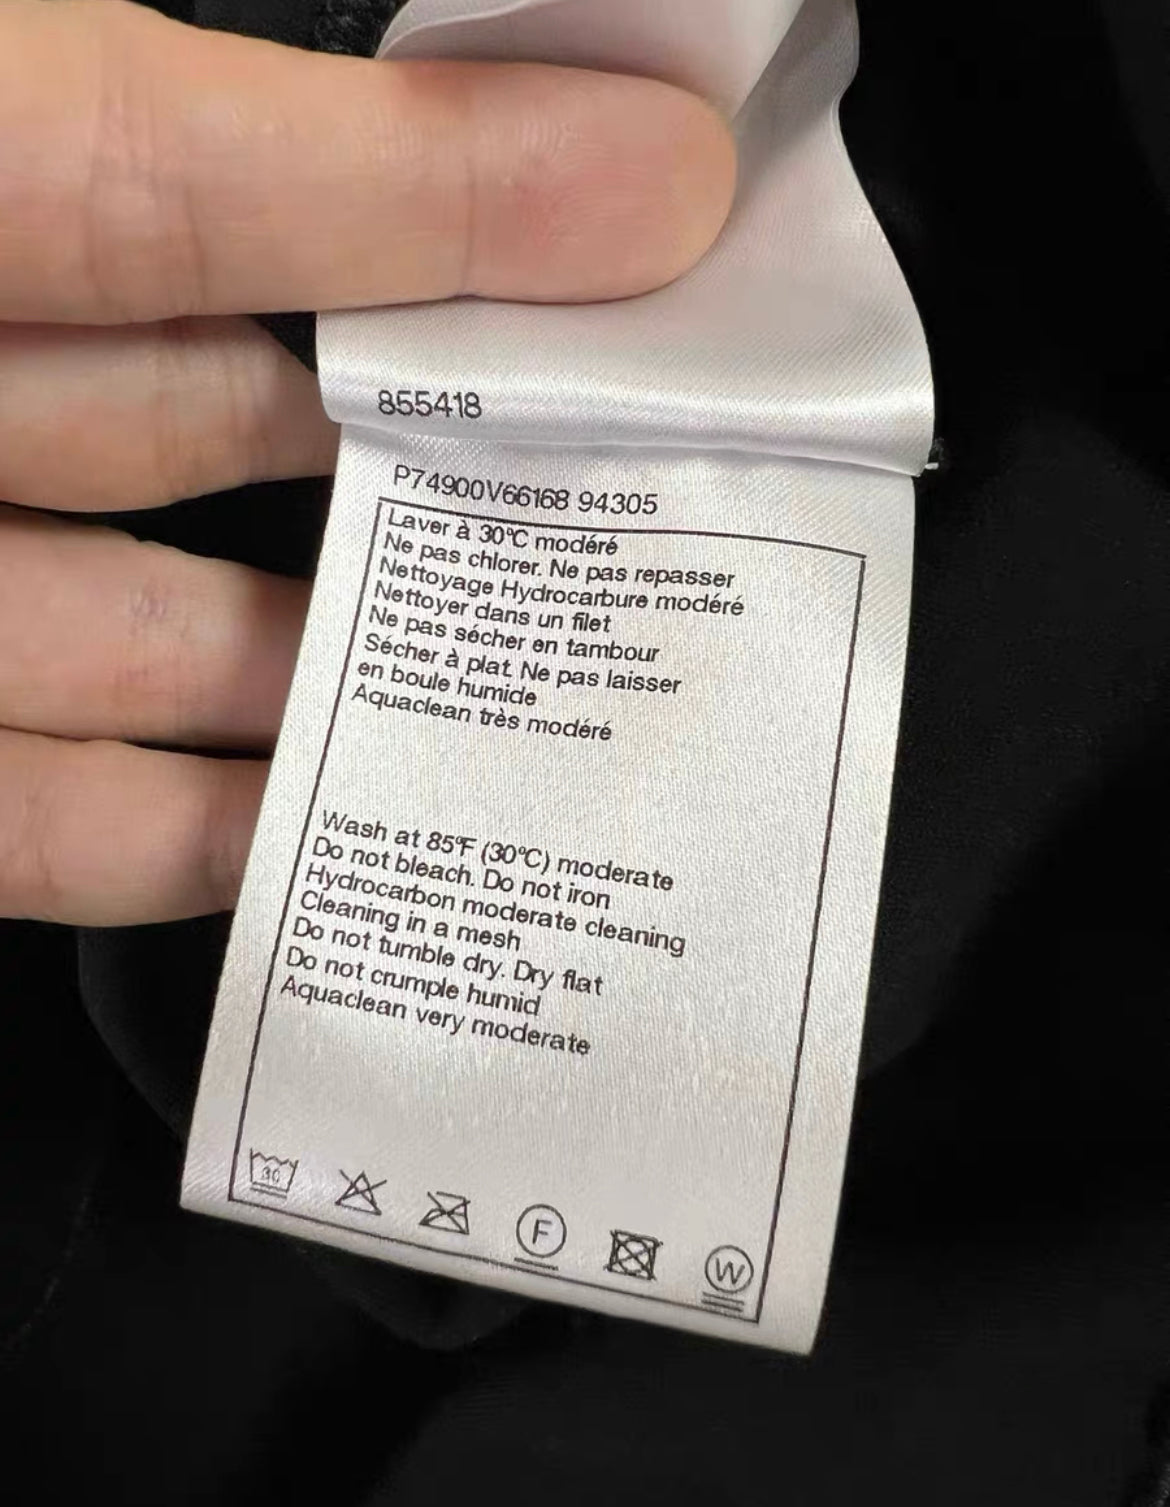 855418
P74900V66168 94305
Laver à 30°C modéré
Ne pas chlorer. Ne pas repasser
Nettoyage Hydrocarbure modéré
Nettoyer dans un filet
Ne pas sécher en tambour
Sécher à plat. Ne pas laisser
en boule humide
Aquaclean très modéré
Wash at 85°F (30°C) moderate
Do not bleach. Do not iron
Hydrocarbon moderate cleaning
Cleaning in a mesh
Do not tumble dry. Dry flat
Do not crumple humid
Aquaclean very moderate
30 F W